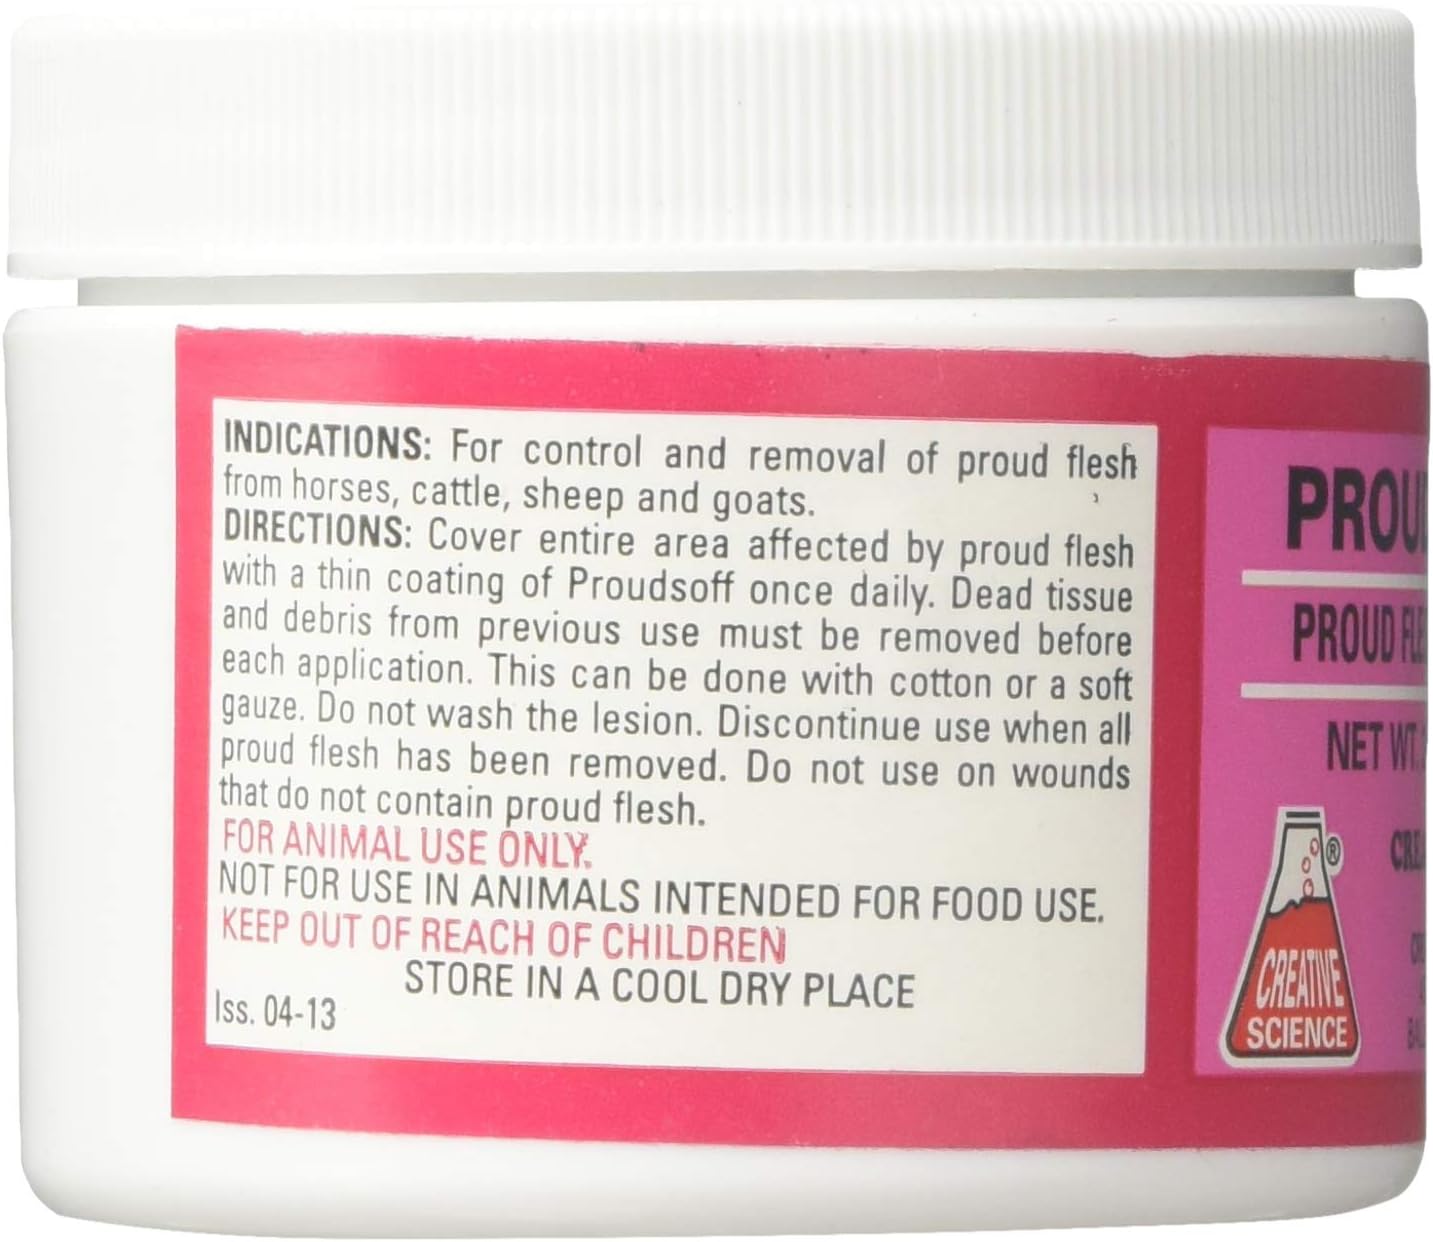 INDICATIONS: For control and removal of proud flesh
from horses, cattle, sheep and goats.
DIRECTIONS: Cover entire area affected by proud flesh
with a thin coating of Proudsoff once daily. Dead tissue
and debris from previous use must be removed before
each application. This can be done with cotton or a soft
gauze. Do not wash the lesion. Discontinue use when all
proud flesh has been removed. Do not use on wounds
that do not contain proud flesh.
FOR ANIMAL USE ONLY.
NOT FOR USE IN ANIMALS INTENDED FOR FOOD USE.
KEEP OUT OF REACH OF CHILDREN
STORE IN A COOL DRY PLACE
Iss. 04-13
PROUD
NET WT.
®
CREATIVE
SCIENCE